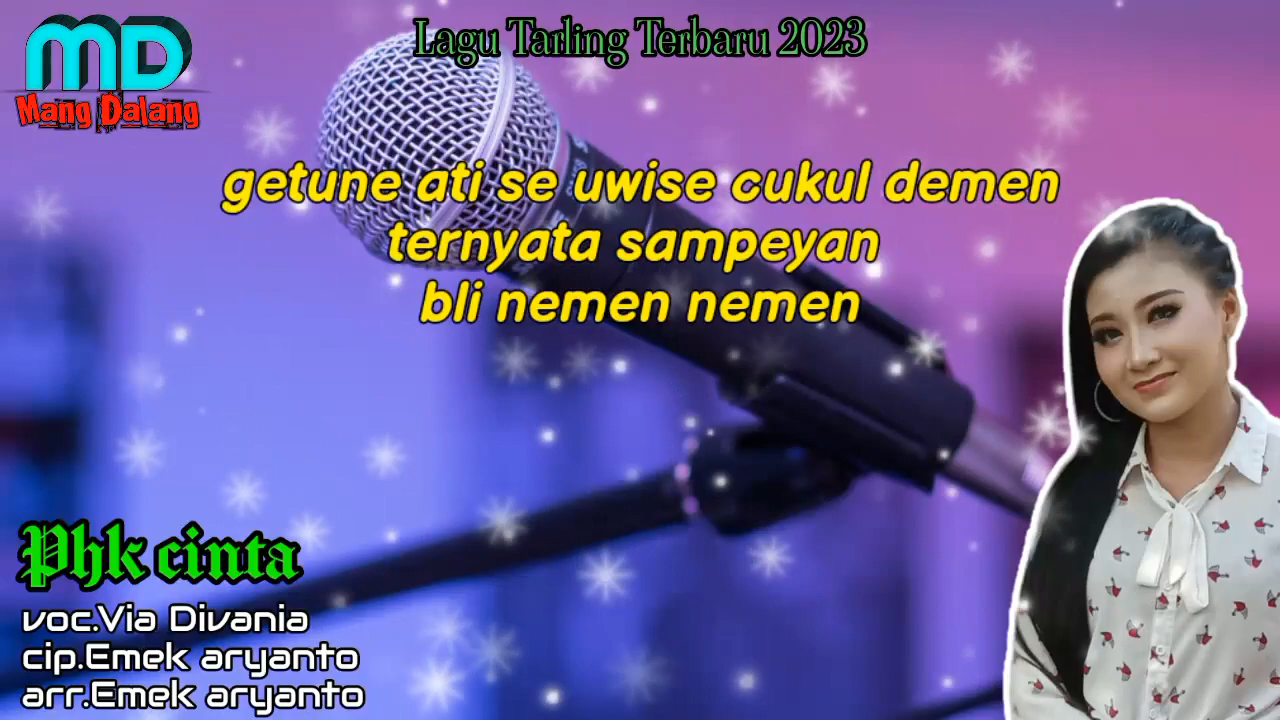 MD
Mang Dalang
Lagu Tarling Terbaru 2023
getune ati se uwise cukul demen
ternyata sampeyan
bli nemen nemen
Phk cinta
voc.Via Divania
cip.Emek aryanto
arr.Emek aryanto